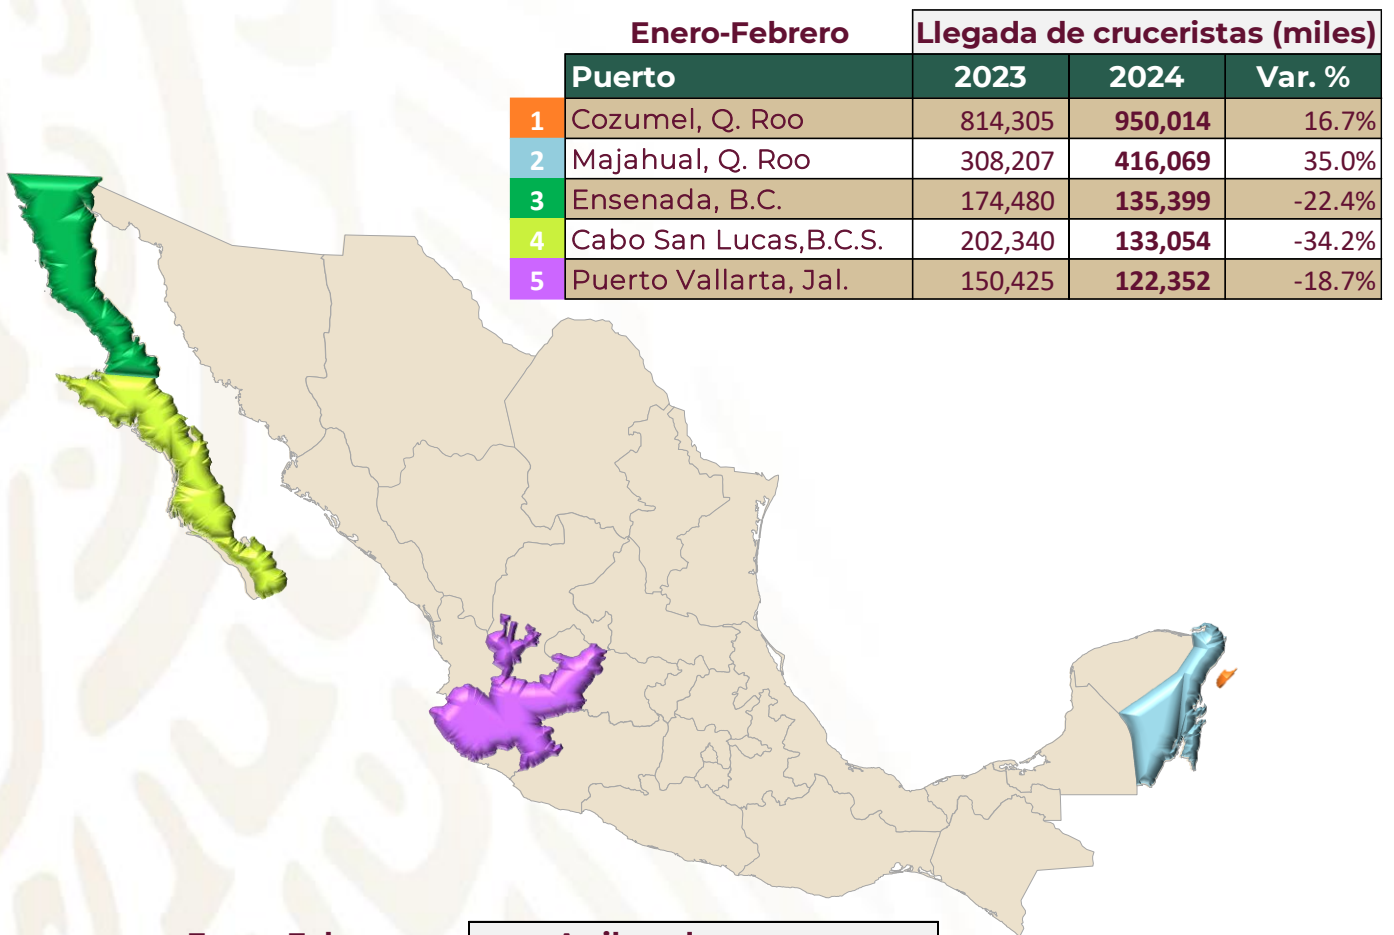 Enero-Febrero Llegada de cruceristas (miles)
Puerto 2023 2024 Var. %
1 Cozumel, Q. Roo 814,305 950,014 16.7%
2 Majahual, Q. Roo 308,207 416,069 35.0%
3 Ensenada, B.C. 174,480 135,399 -22.4%
4 Cabo San Lucas,B.C.S. 202,340 133,054 -34.2%
5 Puerto Vallarta, Jal. 150,425 122,352 -18.7%